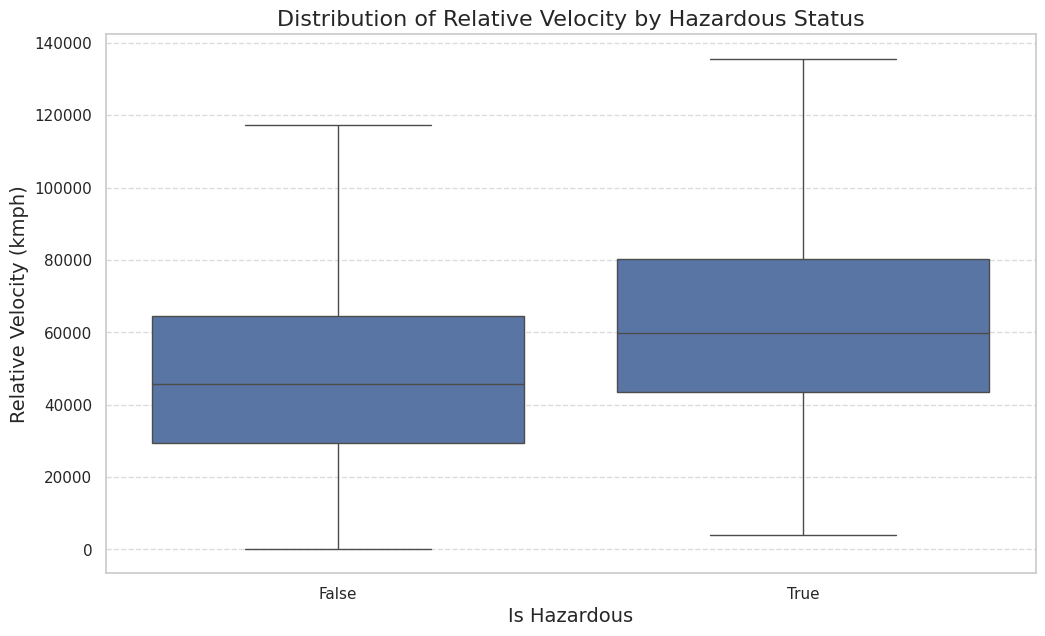 Distribution of Relative Velocity by Hazardous Status
Relative Velocity (kmph)
140000
120000
100000
80000
60000
40000
20000
0
False
True
Is Hazardous